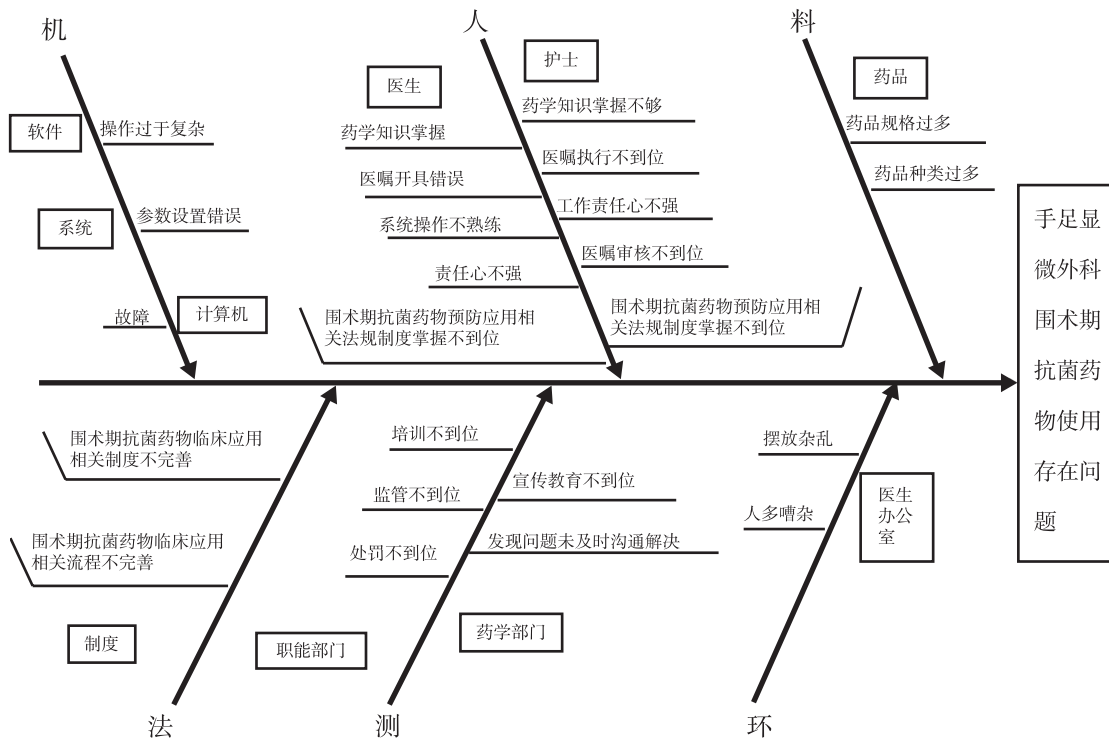 机
人
料
软件
操作过于复杂
系统
参数设置错误
计算机
故障
医生
药学知识掌握
医嘱开具错误
系统操作不熟练
责任心不强
围术期抗菌药物预防应用相
关法规制度掌握不到位
护士
药学知识掌握不够
医嘱执行不到位
工作责任心不强
医嘱审核不到位
围术期抗菌药物预防应用相
关法规制度掌握不到位
药品
药品规格过多
药品种类过多
手足显
微外科
围术期
抗菌药
物使用
存在问
题
围术期抗菌药物临床应用
相关制度不完善
围术期抗菌药物临床应用
相关流程不完善
制度
培训不到位
监管不到位
处罚不到位
职能部门
宣传教育不到位
发现问题未及时沟通解决
药学部门
摆放杂乱
人多嘈杂
医生
办公
室
法
测
环